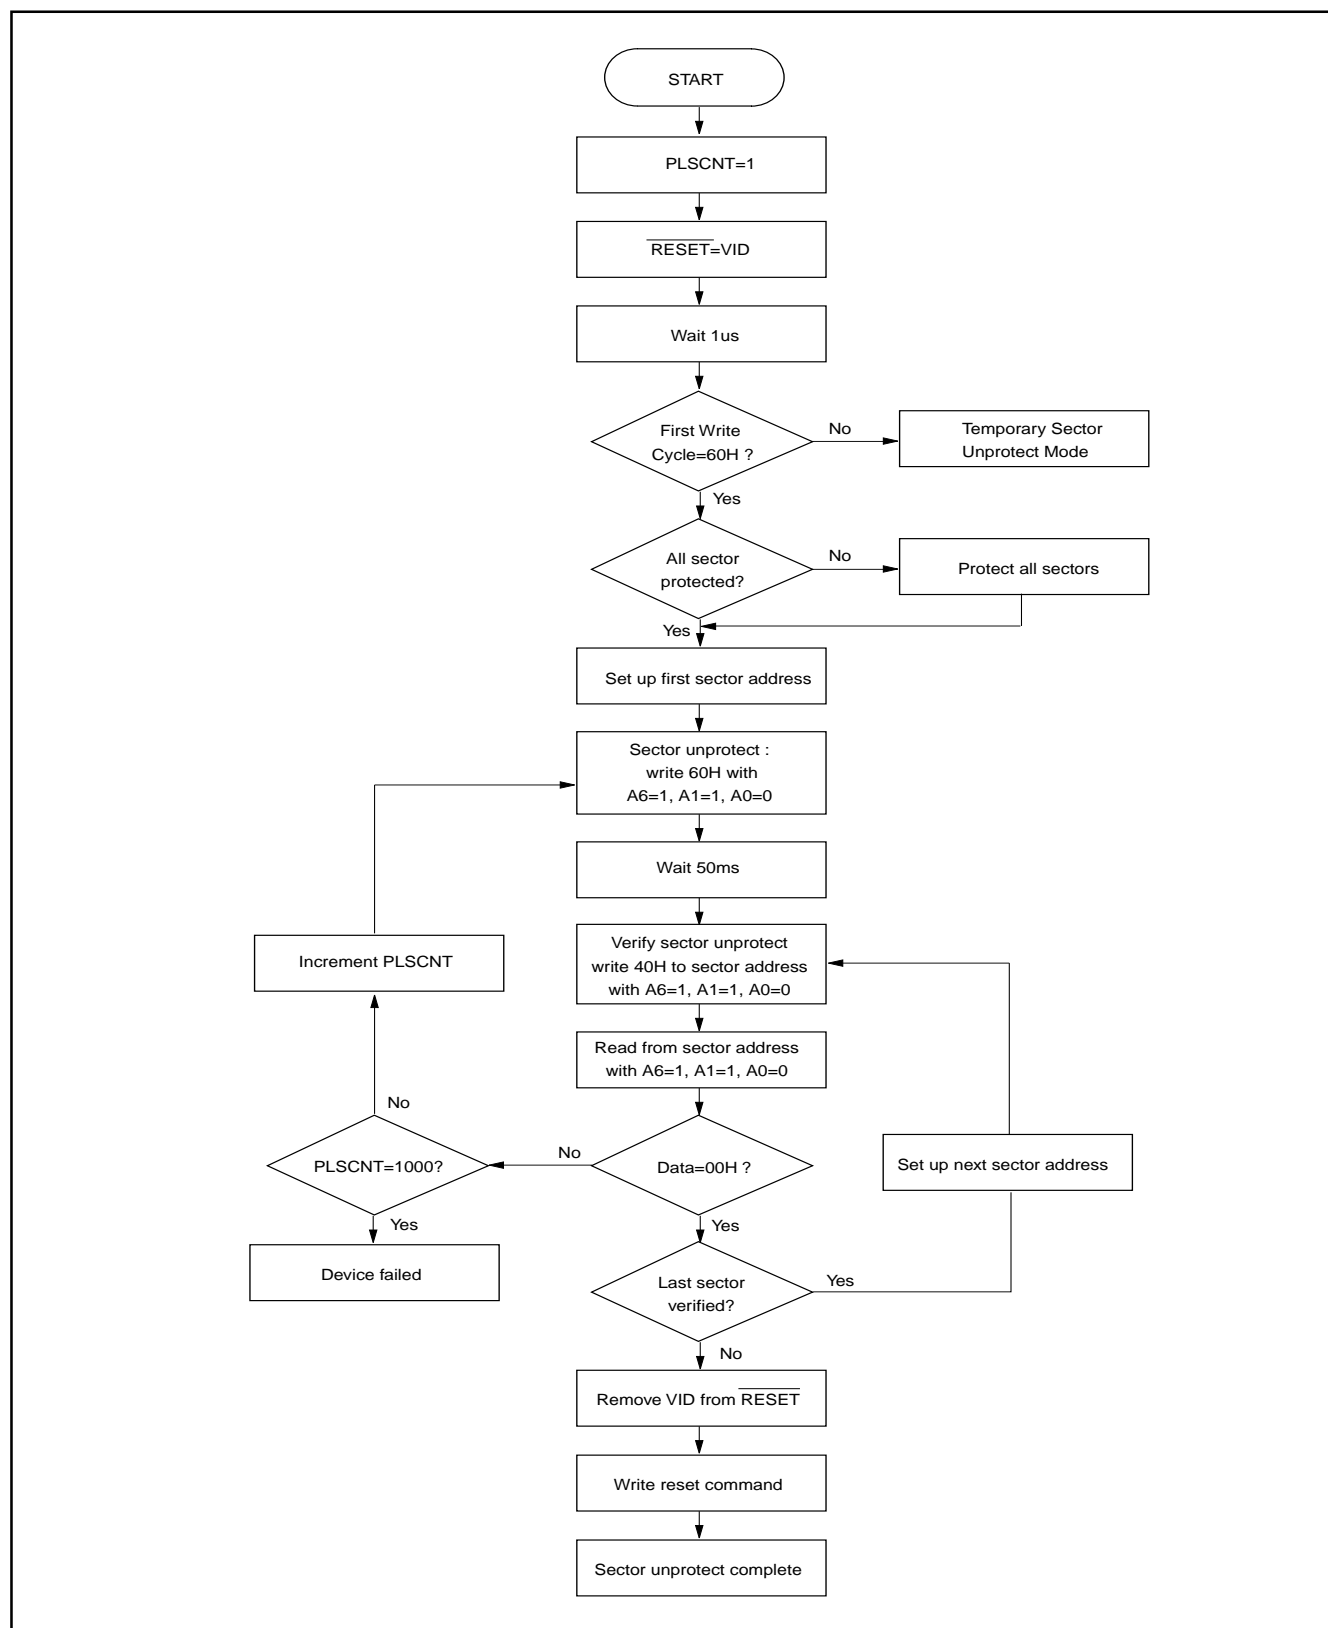 START
PLSCNT=1
RESET=VID
Wait 1us
First Write
Cycle=60H ?
No
Temporary Sector
Unprotect Mode
Yes
All sector
protected?
No
Protect all sectors
Yes
Set up first sector address
Sector unprotect :
write 60H with
A6=1, A1=1, A0=0
Wait 50ms
Increment PLSCNT
Verify sector unprotect
write 40H to sector address
with A6=1, A1=1, A0=0
Read from sector address
with A6=1, A1=1, A0=0
No
PLSCNT=1000?
No
Data=00H ?
Set up next sector address
Yes
Yes
Device failed
Last sector
verified?
Yes
No
Remove VID from RESET
Write reset command
Sector unprotect complete